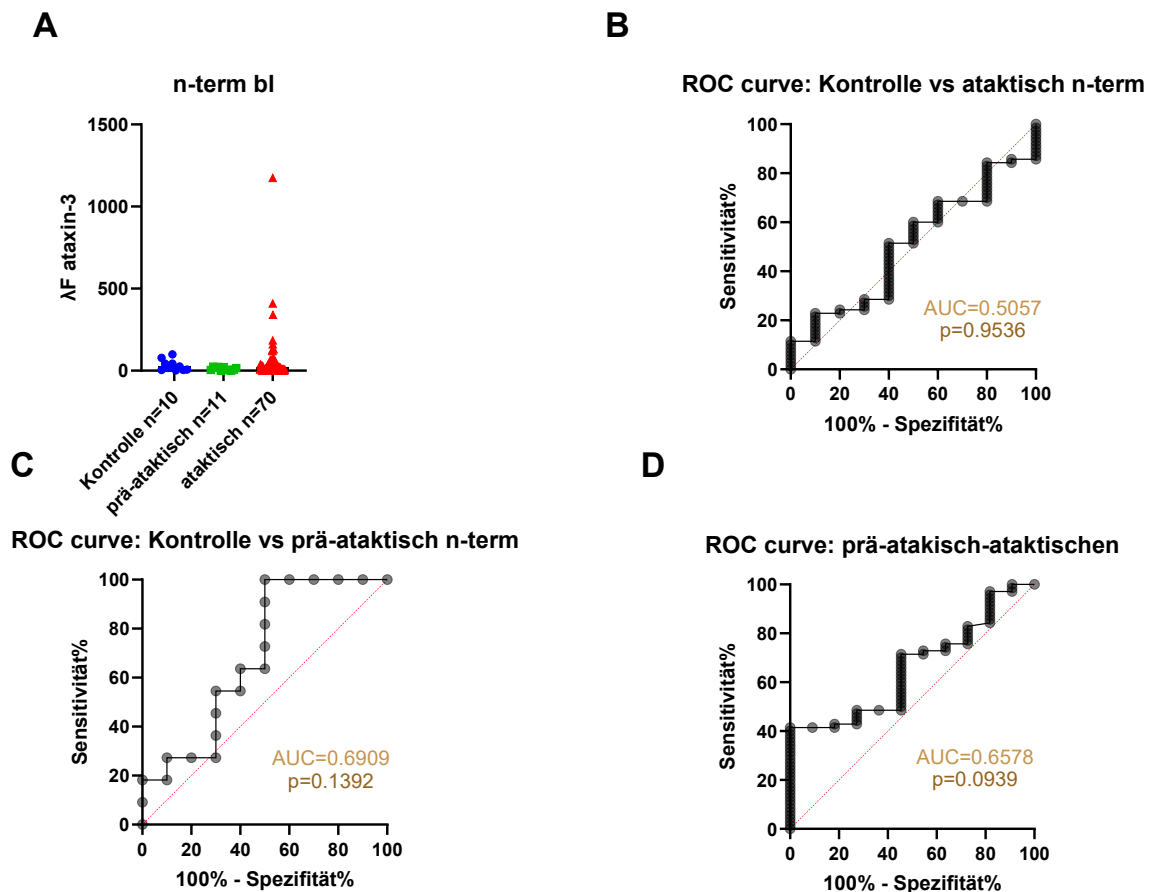 A
n-term bl
1500
1000
500
0
λF ataxin-3
Kontrolle n=10
prä-ataktisch n=11
ataktisch n=70
B
ROC curve: Kontrolle vs ataktisch n-term
100
80
60
40
20
0
Sensitivität%
AUC=0.5057
p=0.9536
0 20 40 60 80 100
100% - Spezifität%
C
ROC curve: Kontrolle vs prä-ataktisch n-term
100
80
60
40
20
0
Sensitivität%
AUC=0.6909
p=0.1392
0 20 40 60 80 100
100% - Spezifität%
D
ROC curve: prä-atakisch-ataktischen
100
80
60
40
20
0
Sensitivität%
AUC=0.6578
p=0.0939
0 20 40 60 80 100
100% - Spezifität%